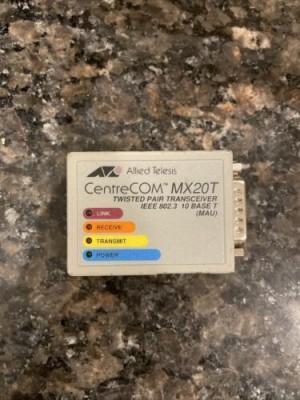 Allied Telesis
CentreCOM™ MX20T
TWISTED PAIR TRANSCEIVER
IEEE 802.3 10 BASE T
(MAU)
LINK
RECEIVE
TRANSMIT
POWER